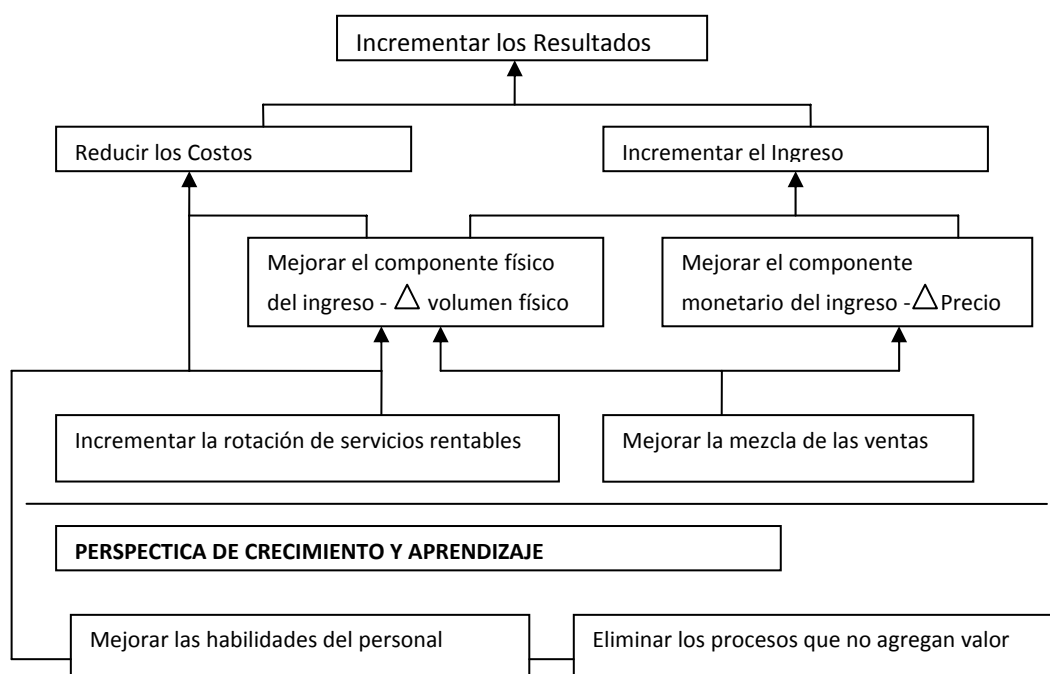 Incrementar los Resultados
Reducir los Costos
Incrementar el Ingreso
Mejorar el componente físico
del ingreso - △ volumen físico
Mejorar el componente
monetario del ingreso -△Precio
Incrementar la rotación de servicios rentables
Mejorar la mezcla de las ventas
PERSPECTICA DE CRECIMIENTO Y APRENDIZAJE
Mejorar las habilidades del personal
Eliminar los procesos que no agregan valor